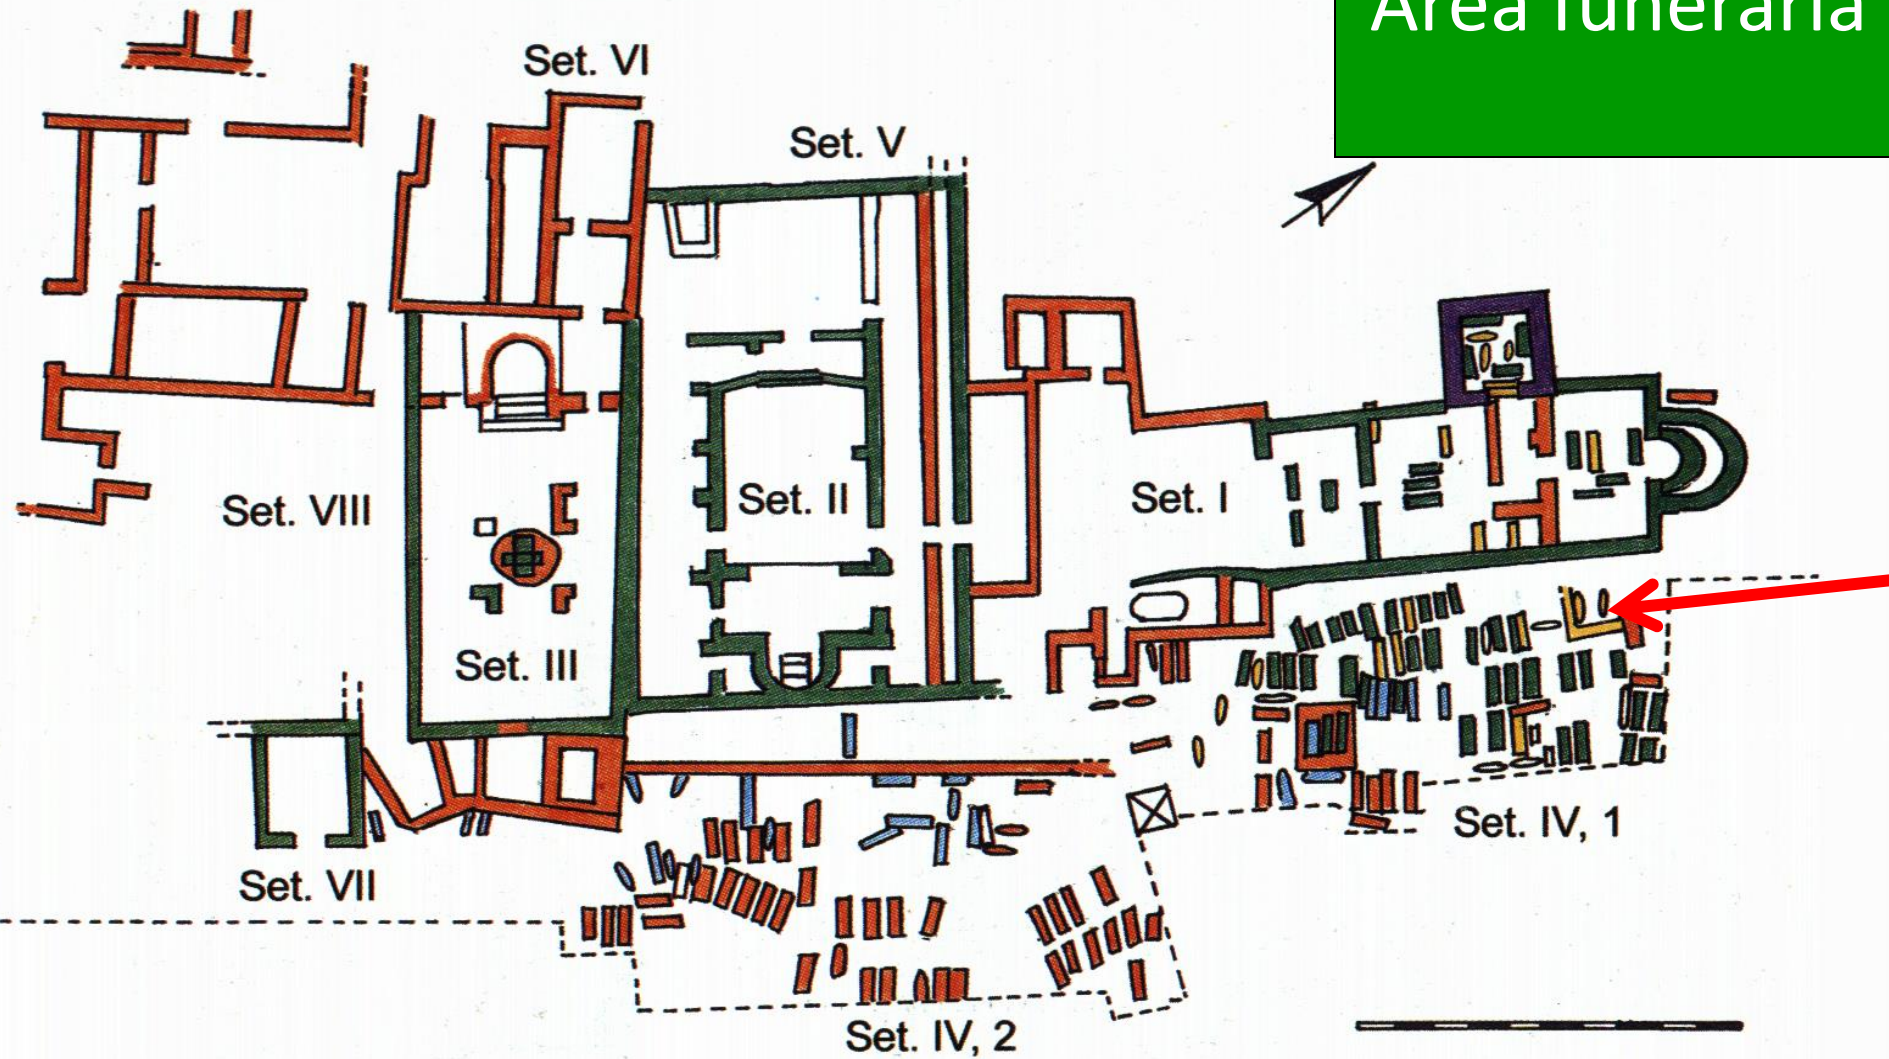 Area funeraria
Set. VI
Set. V
Set. VIII
Set. II
Set. I
Set. III
Set. IV, 1
Set. VII
Set. IV, 2